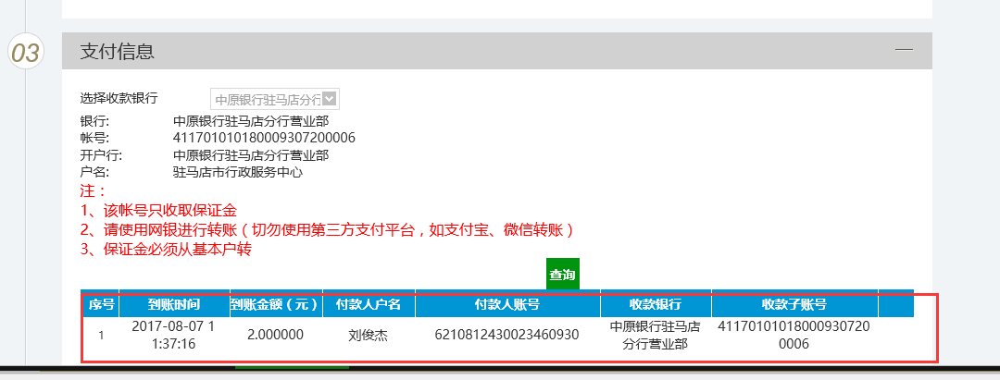 03
支付信息
选择收款银行 中原银行驻马店分行
银行: 中原银行驻马店分行营业部
帐号: 411701010180009307200006
开户行: 中原银行驻马店分行营业部
户名: 驻马店市行政服务中心
注：
1、该帐号只收取保证金
2、请使用网银进行转账（切勿使用第三方支付平台，如支付宝、微信转账）
3、保证金必须从基本户转
查询
序号 到账时间 到账金额（元） 付款人户名 付款人账号 收款银行 收款子账号
1 2017-08-07 1 2.000000 刘俊杰 6210812430023460930 中原银行驻马店 41170101018000930720
1:37:16 分行营业部 0006